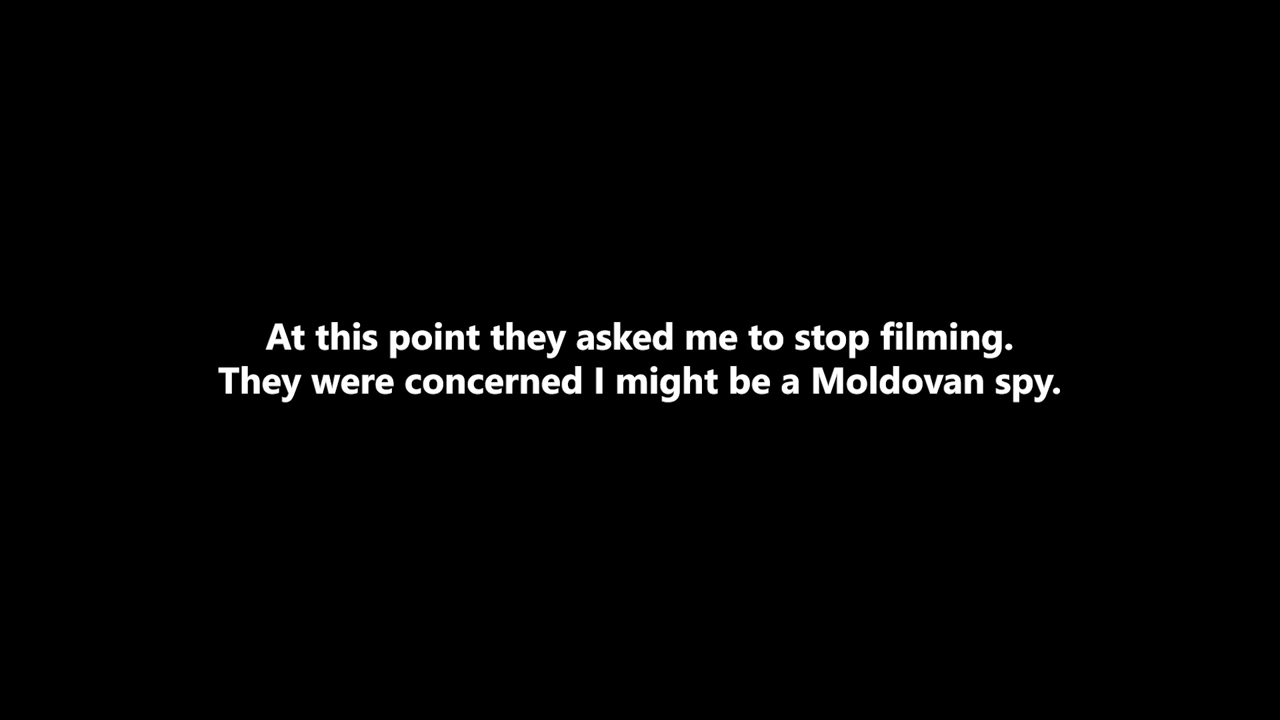 At this point they asked me to stop filming.
They were concerned I might be a Moldovan spy.